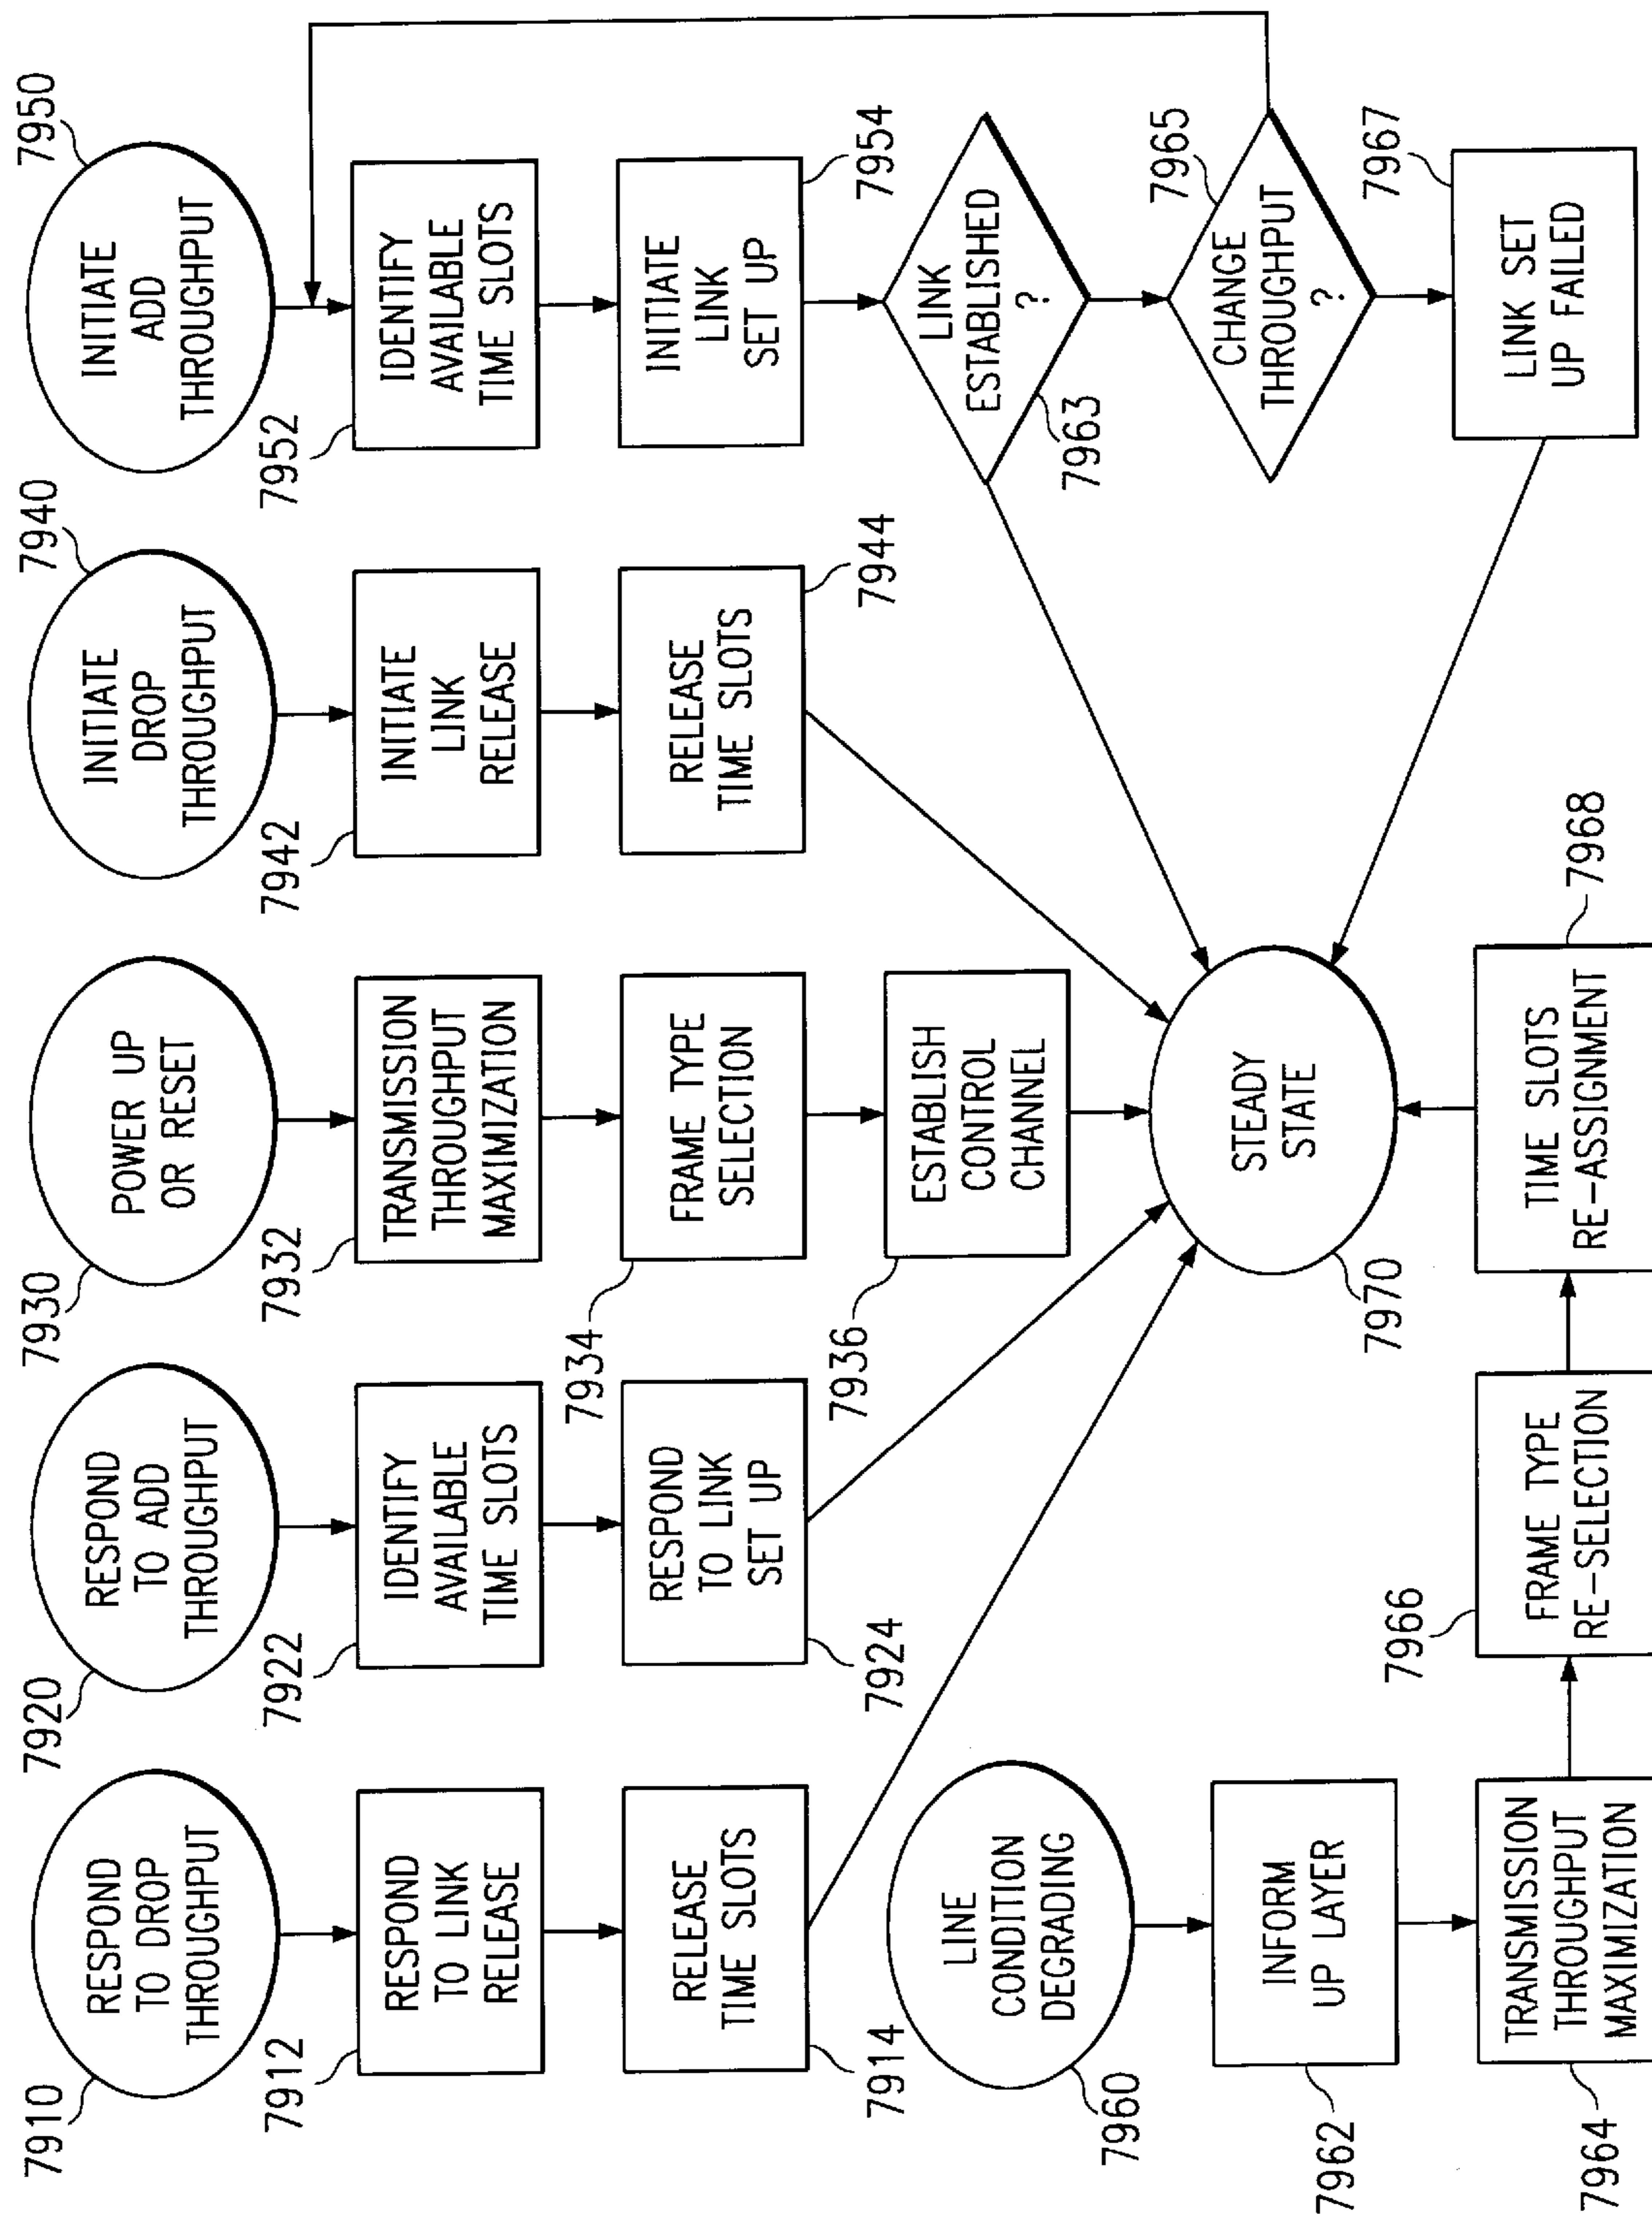 7910
RESPOND
TO DROP
THROUGHPUT
7912
RESPOND
TO LINK
RELEASE
RELEASE
TIME SLOTS
7914
7920
RESPOND
TO ADD
THROUGHPUT
7922
IDENTIFY
AVAILABLE
TIME SLOTS
RESPOND
TO LINK
SET UP
7924
7930
POWER UP
OR RESET
7932
TRANSMISSION
THROUGHPUT
MAXIMIZATION
7934
FRAME TYPE
SELECTION
7936
ESTABLISH
CONTROL
CHANNEL
7940
INITIATE
DROP
THROUGHPUT
7942
INITIATE
LINK
RELEASE
RELEASE
TIME SLOTS
7944
7950
INITIATE
ADD
THROUGHPUT
7952
IDENTIFY
AVAILABLE
TIME SLOTS
INITIATE
LINK
SET UP
7954
LINK
ESTABLISHED
?
7963
7965
CHANGE
THROUGHPUT
?
7967
LINK SET
UP FAILED
LINE
CONDITION
DEGRADING
7960
INFORM
UP LAYER
7962
TRANSMISSION
THROUGHPUT
MAXIMIZATION
7964
7966
FRAME TYPE
RE-SELECTION
TIME SLOTS
RE-ASSIGNMENT
7968
STEADY
STATE
7970